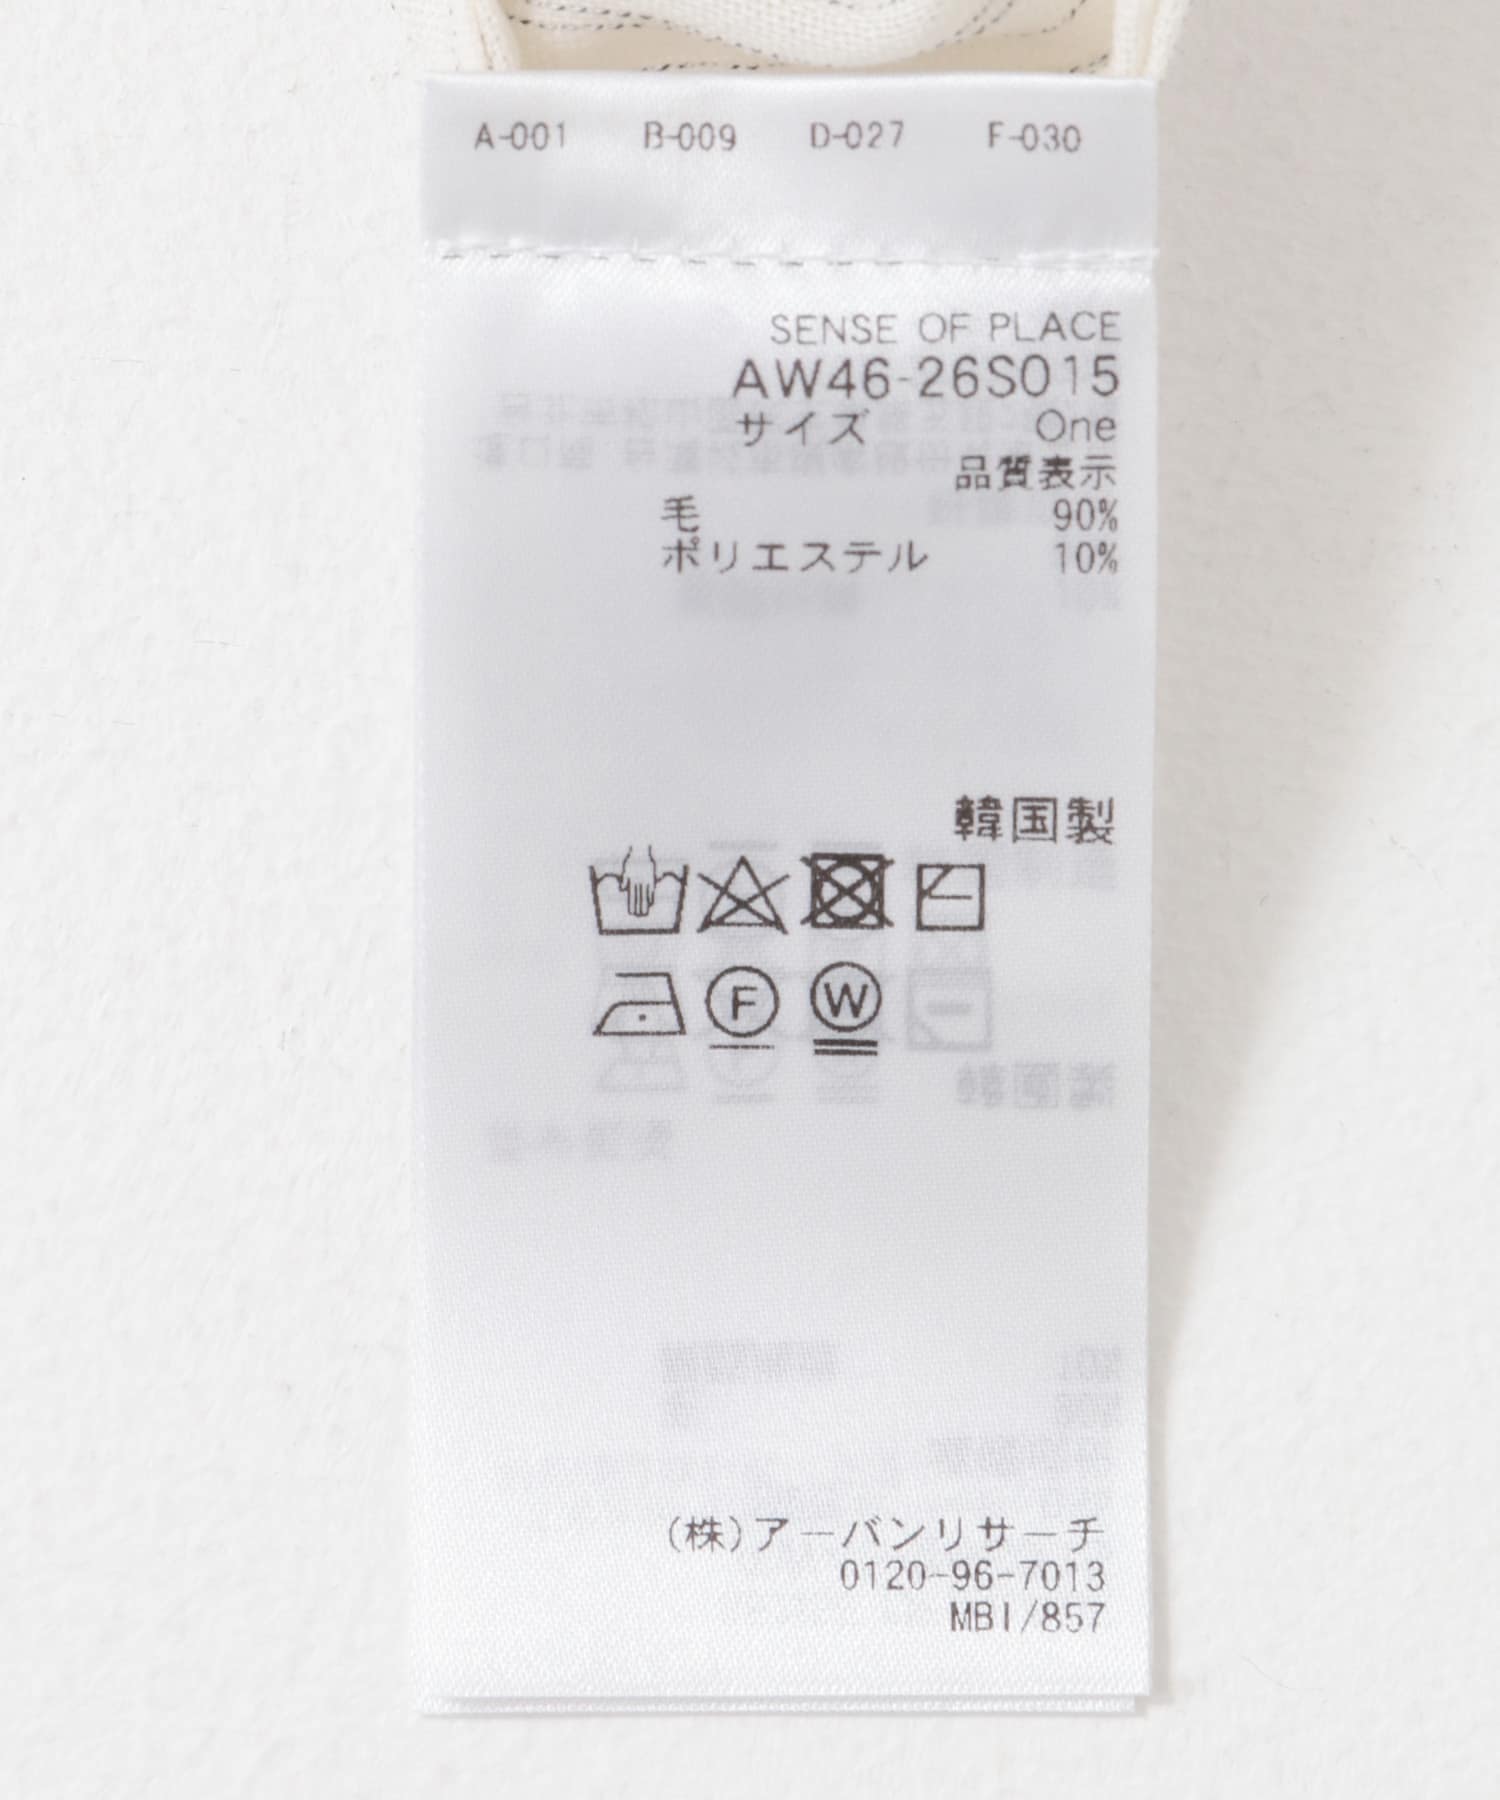 A-001 B-009 D-027 F-030
SENSE OF PLACE
AW46-26S015
サイズ One
品質表示
毛 90%
ポリエステル 10%
韓国製
F W
(株)アーバンリサーチ
0120-96-7013
MBI/857